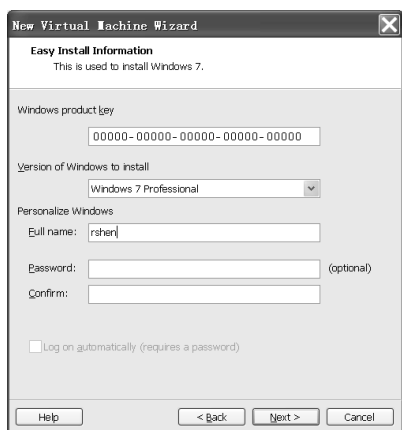 New Virtual Machine Wizard
Easy Install Information
This is used to install Windows 7.
Windows product key
00000-00000-00000-00000-00000
Version of Windows to install
Windows 7 Professional
Personalize Windows
Full name: rshen
Password: (optional)
Confirm:
Log on automatically (requires a password)
Help < Back Next > Cancel